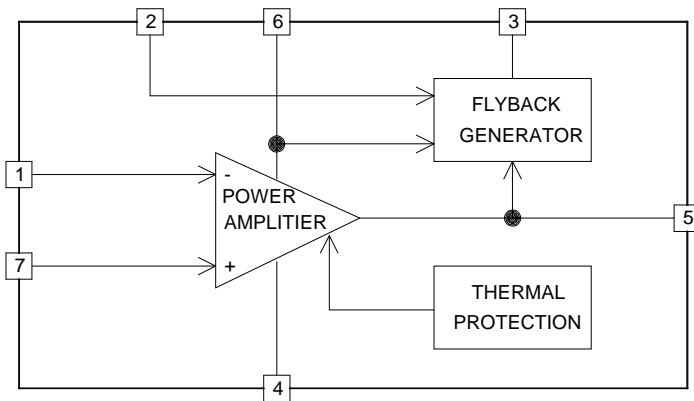 2
6
3
FLYBACK
GENERATOR
1
-
POWER
AMPLITIER
5
7
+
THERMAL
PROTECTION
4